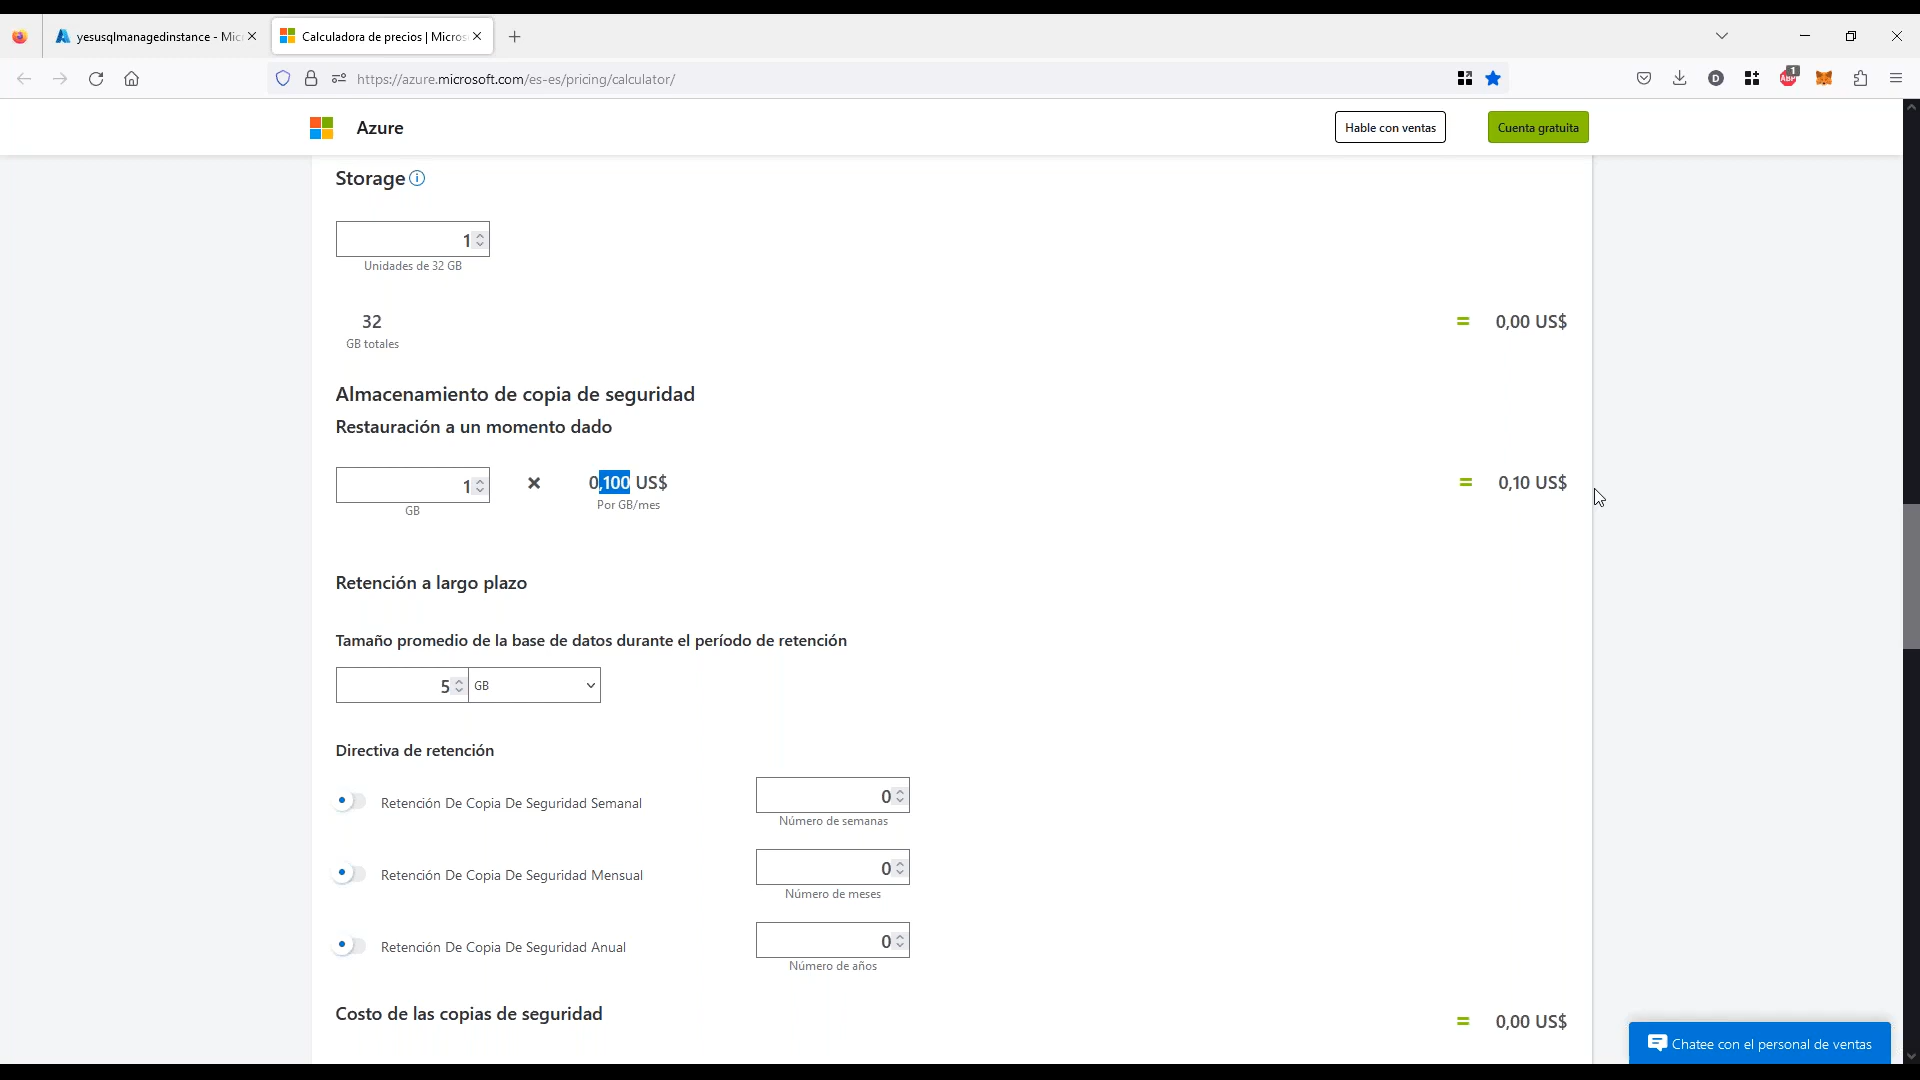 yesusqlmanagedinstance - Mic
Calculadora de precios | Micros
https://azure.microsoft.com/es-es/pricing/calculator/
D
1
ABP
Azure
Hable con ventas
Cuenta gratuita
Storage
1
Unidades de 32 GB
32
GB totales
= 0,00 US$
Almacenamiento de copia de seguridad
Restauración a un momento dado
1 × 0,100 US$ = 0,10 US$
GB
Por GB/mes
Retención a largo plazo
Tamaño promedio de la base de datos durante el período de retención
5 GB
Directiva de retención
Retención De Copia De Seguridad Semanal 0
Número de semanas
Retención De Copia De Seguridad Mensual 0
Número de meses
Retención De Copia De Seguridad Anual 0
Número de años
Costo de las copias de seguridad = 0,00 US$
Chatee con el personal de ventas